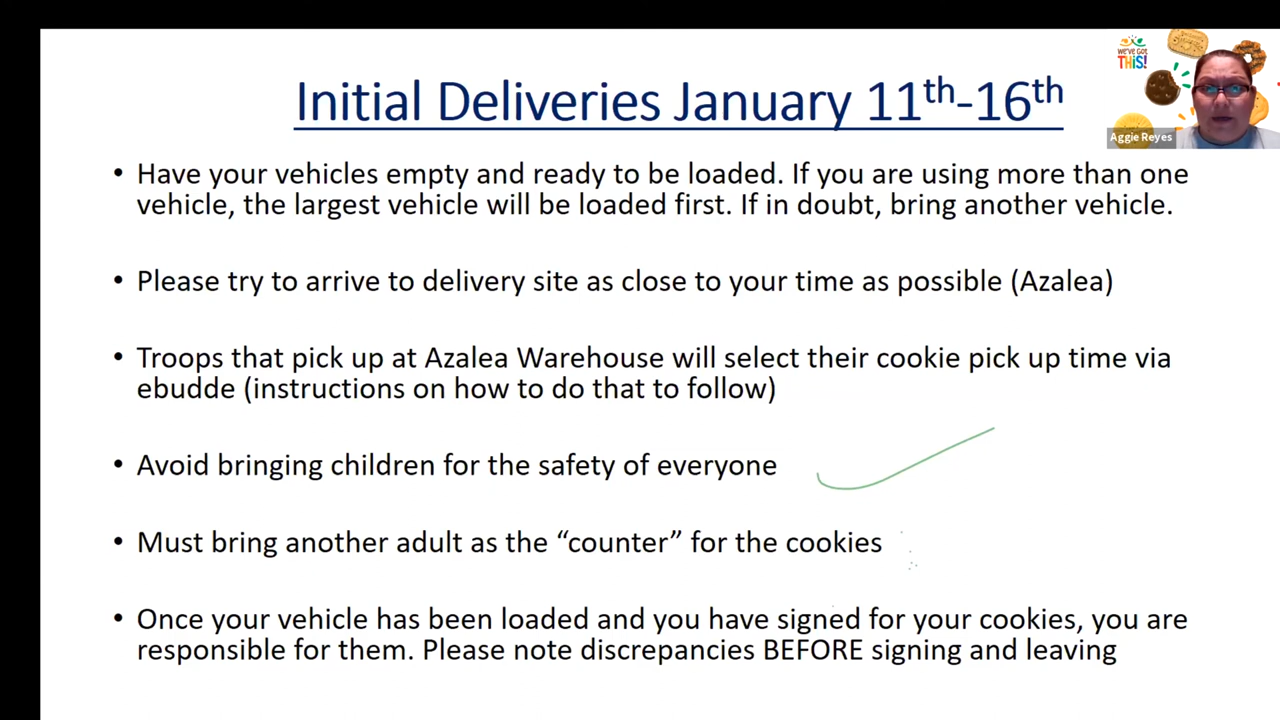 WE'VE GOT
THiS!
Aggie Reyes
Initial Deliveries January 11th-16th
• Have your vehicles empty and ready to be loaded. If you are using more than one
vehicle, the largest vehicle will be loaded first. If in doubt, bring another vehicle.
• Please try to arrive to delivery site as close to your time as possible (Azalea)
• Troops that pick up at Azalea Warehouse will select their cookie pick up time via
ebudde (instructions on how to do that to follow)
• Avoid bringing children for the safety of everyone
• Must bring another adult as the “counter” for the cookies
• Once your vehicle has been loaded and you have signed for your cookies, you are
responsible for them. Please note discrepancies BEFORE signing and leaving